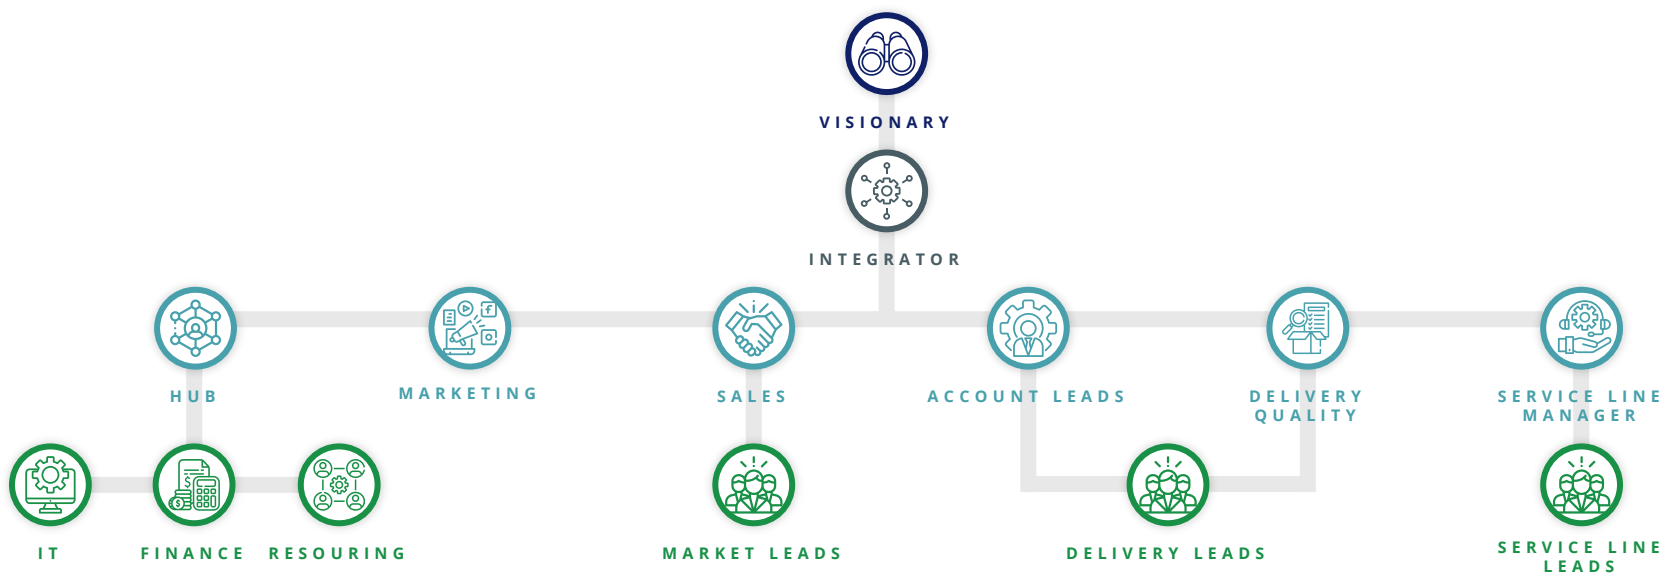 VISIONARY
INTEGRATOR
HUB
MARKETING
SALES
ACCOUNT LEADS
DELIVERY
QUALITY
SERVICE LINE
MANAGER
IT
FINANCE
RESOURING
MARKET LEADS
DELIVERY LEADS
SERVICE LINE
LEADS